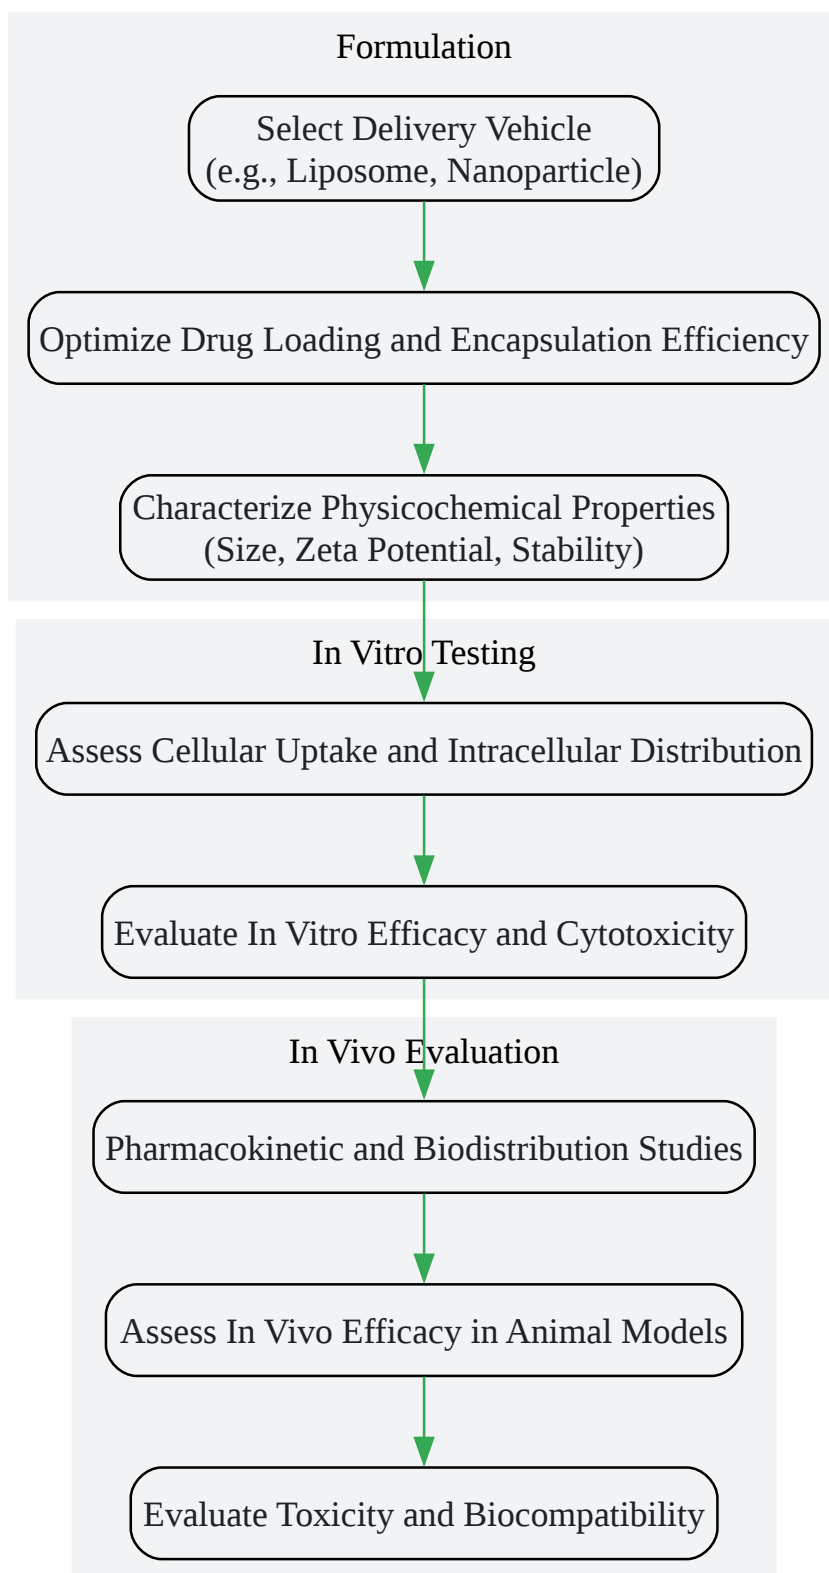 Formulation
Select Delivery Vehicle
(e.g., Liposome, Nanoparticle)
Optimize Drug Loading and Encapsulation Efficiency
Characterize Physicochemical Properties
(Size, Zeta Potential, Stability)
In Vitro Testing
Assess Cellular Uptake and Intracellular Distribution
Evaluate In Vitro Efficacy and Cytotoxicity
In Vivo Evaluation
Pharmacokinetic and Biodistribution Studies
Assess In Vivo Efficacy in Animal Models
Evaluate Toxicity and Biocompatibility